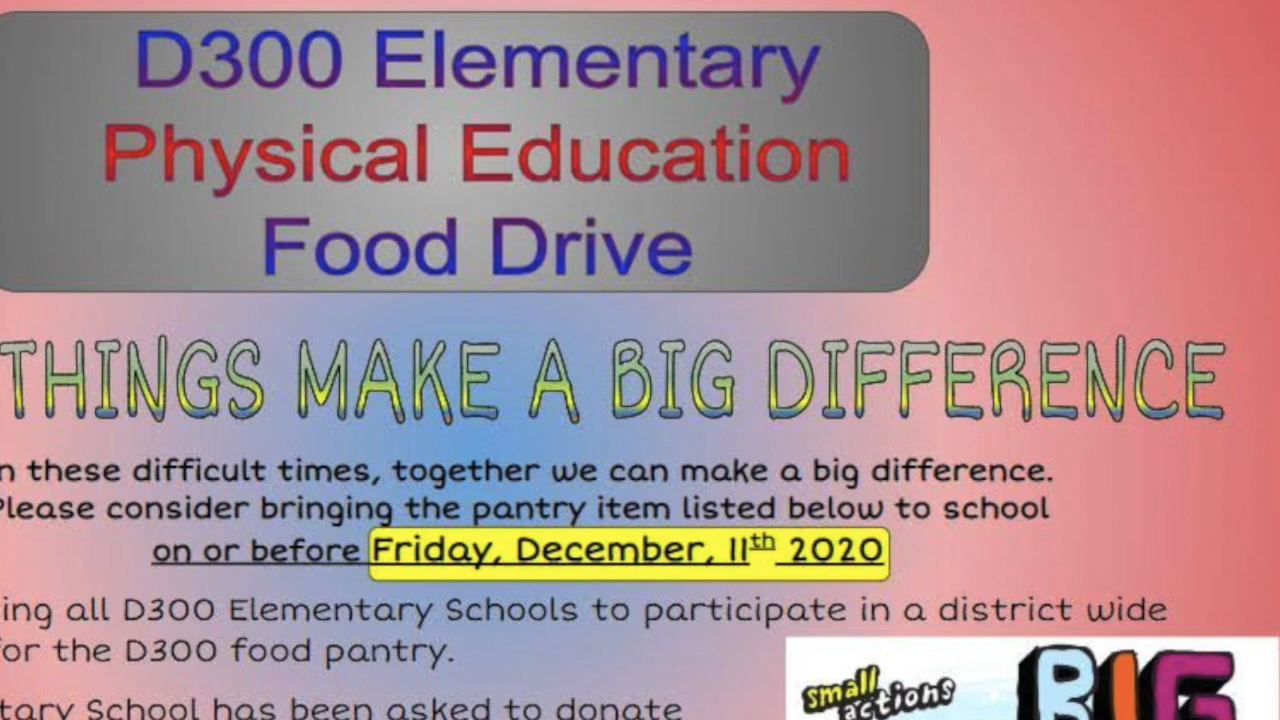 D300 Elementary
Physical Education
Food Drive
THINGS MAKE A BIG DIFFERENCE
n these difficult times, together we can make a big difference.
Please consider bringing the pantry item listed below to school
on or before Friday, December, 11th 2020
ing all D300 Elementary Schools to participate in a district wide
for the D300 food pantry.
small
actions
BIG
tary School has been asked to donate